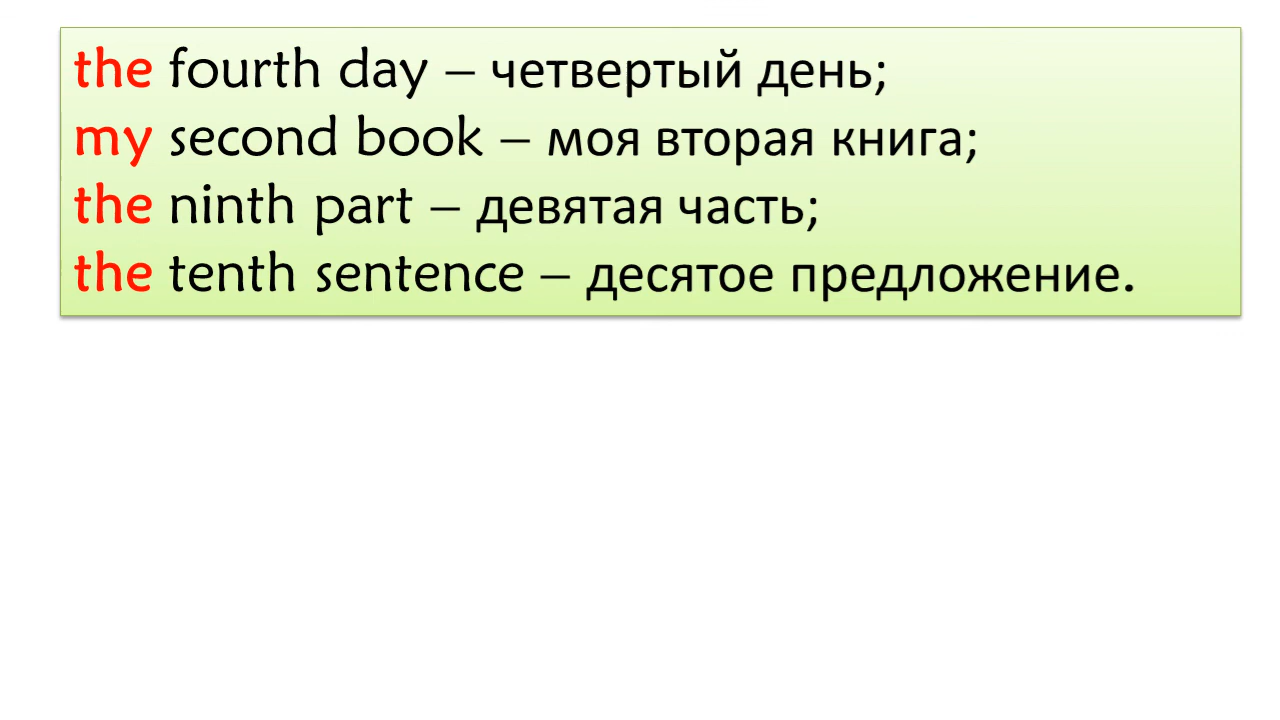 the fourth day – четвертый день;
my second book – моя вторая книга;
the ninth part – девятая часть;
the tenth sentence – десятое предложение.